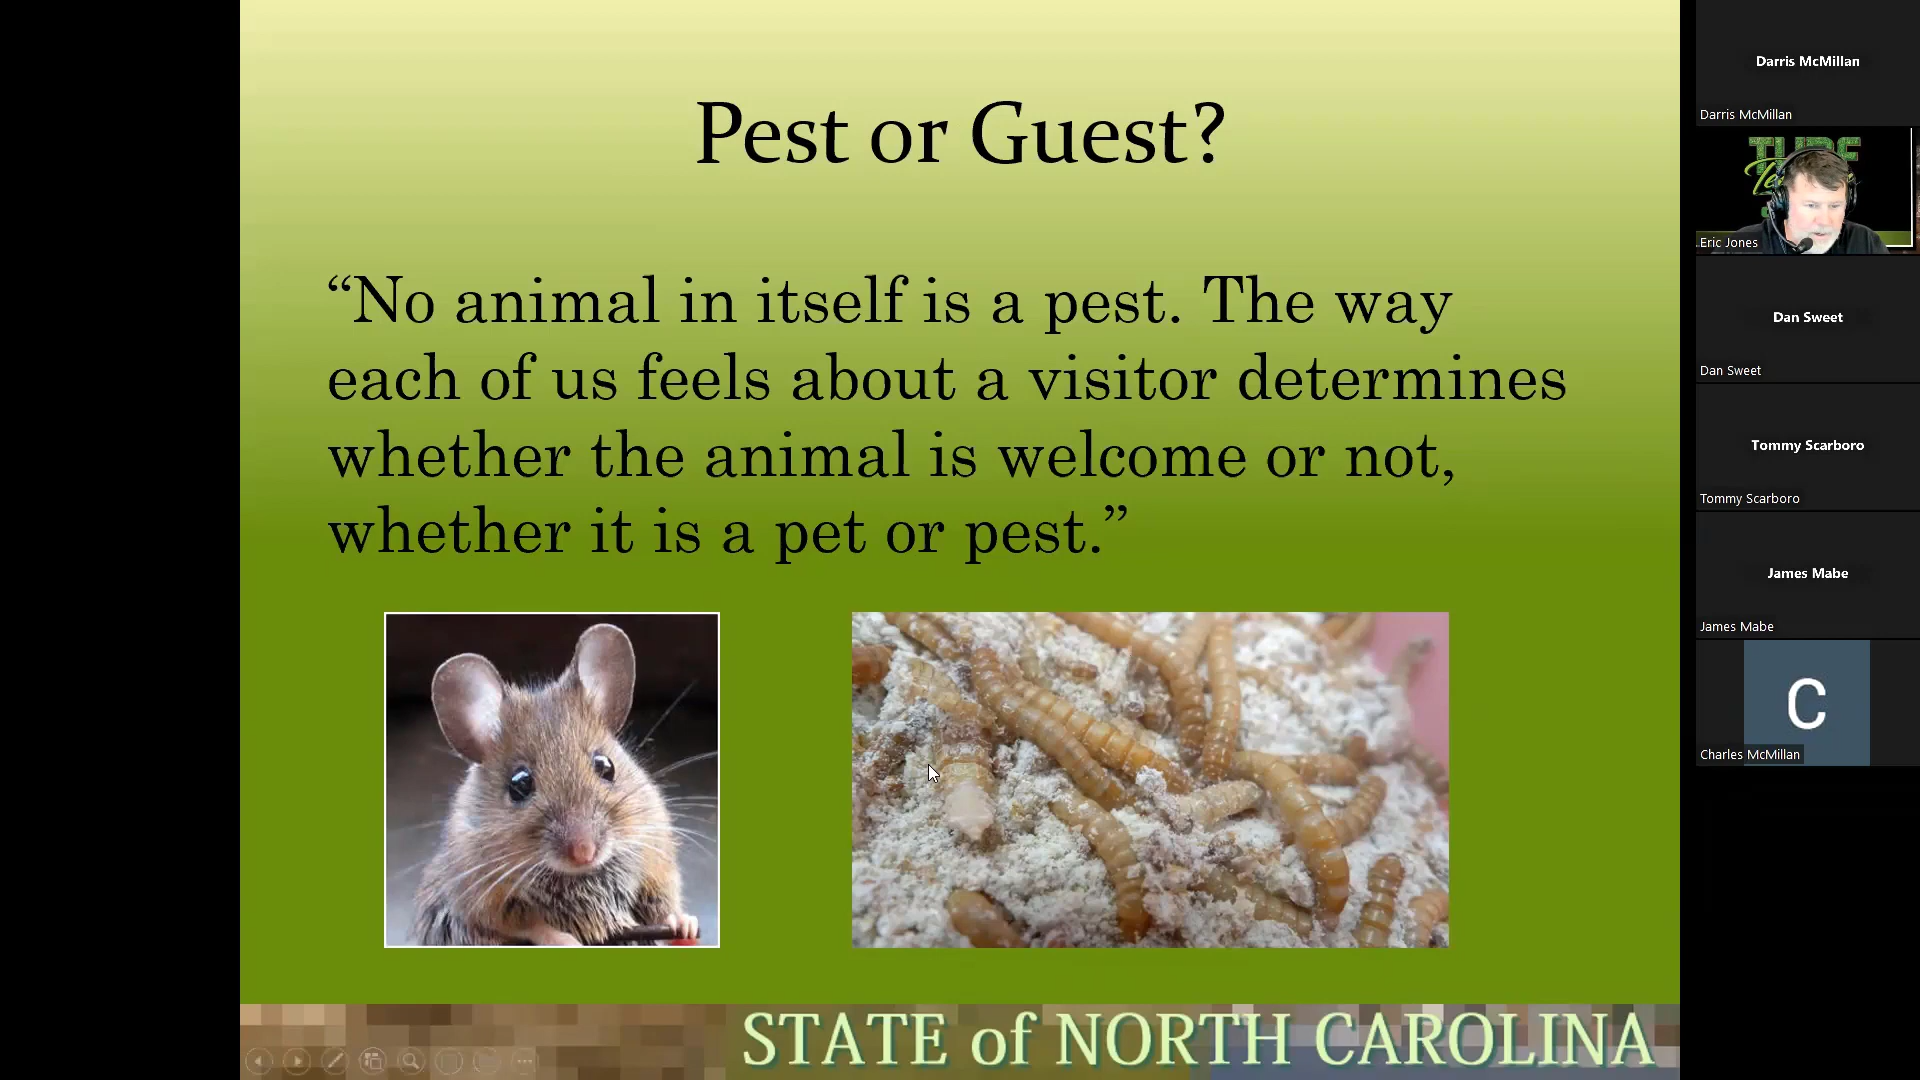 Pest or Guest?
“No animal in itself is a pest. The way
each of us feels about a visitor determines
whether the animal is welcome or not,
whether it is a pet or pest.”
STATE of NORTH CAROLINA
Darris McMillan
Darris McMillan
TURF
Eric Jones
Dan Sweet
Dan Sweet
Tommy Scarboro
Tommy Scarboro
James Mabe
James Mabe
C
Charles McMillan